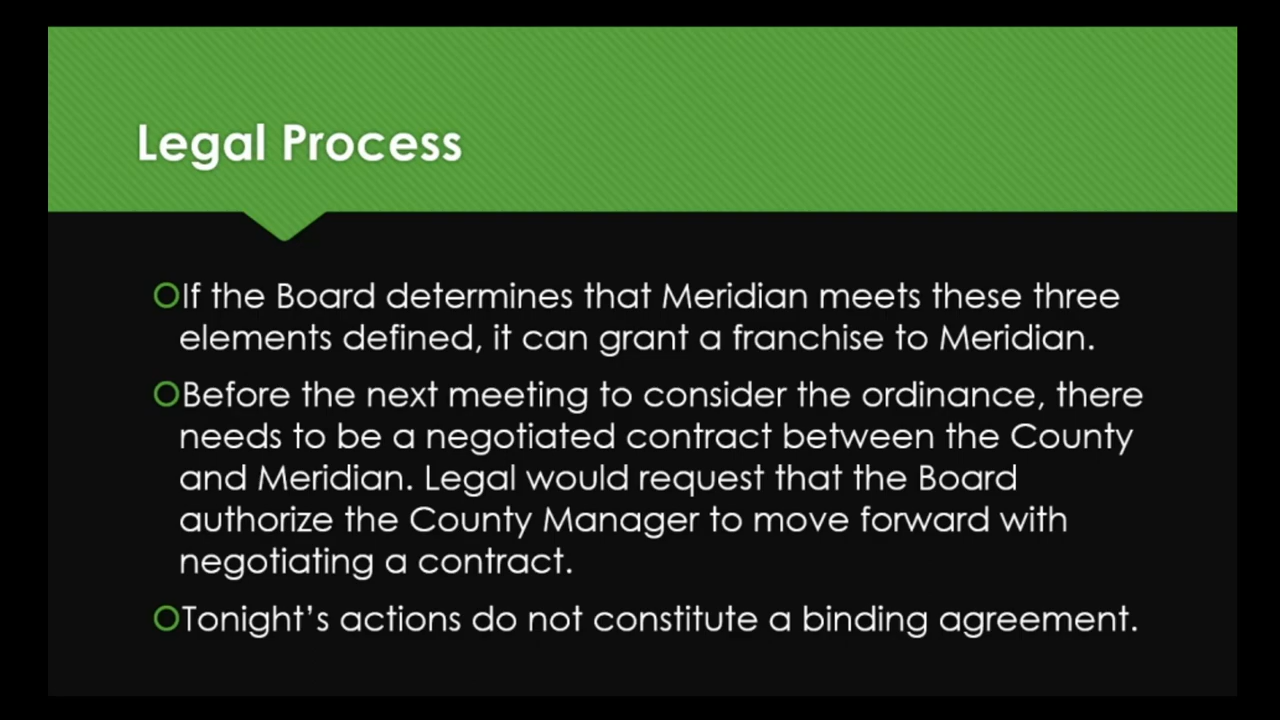 Legal Process
If the Board determines that Meridian meets these three
elements defined, it can grant a franchise to Meridian.
Before the next meeting to consider the ordinance, there
needs to be a negotiated contract between the County
and Meridian. Legal would request that the Board
authorize the County Manager to move forward with
negotiating a contract.
Tonight's actions do not constitute a binding agreement.